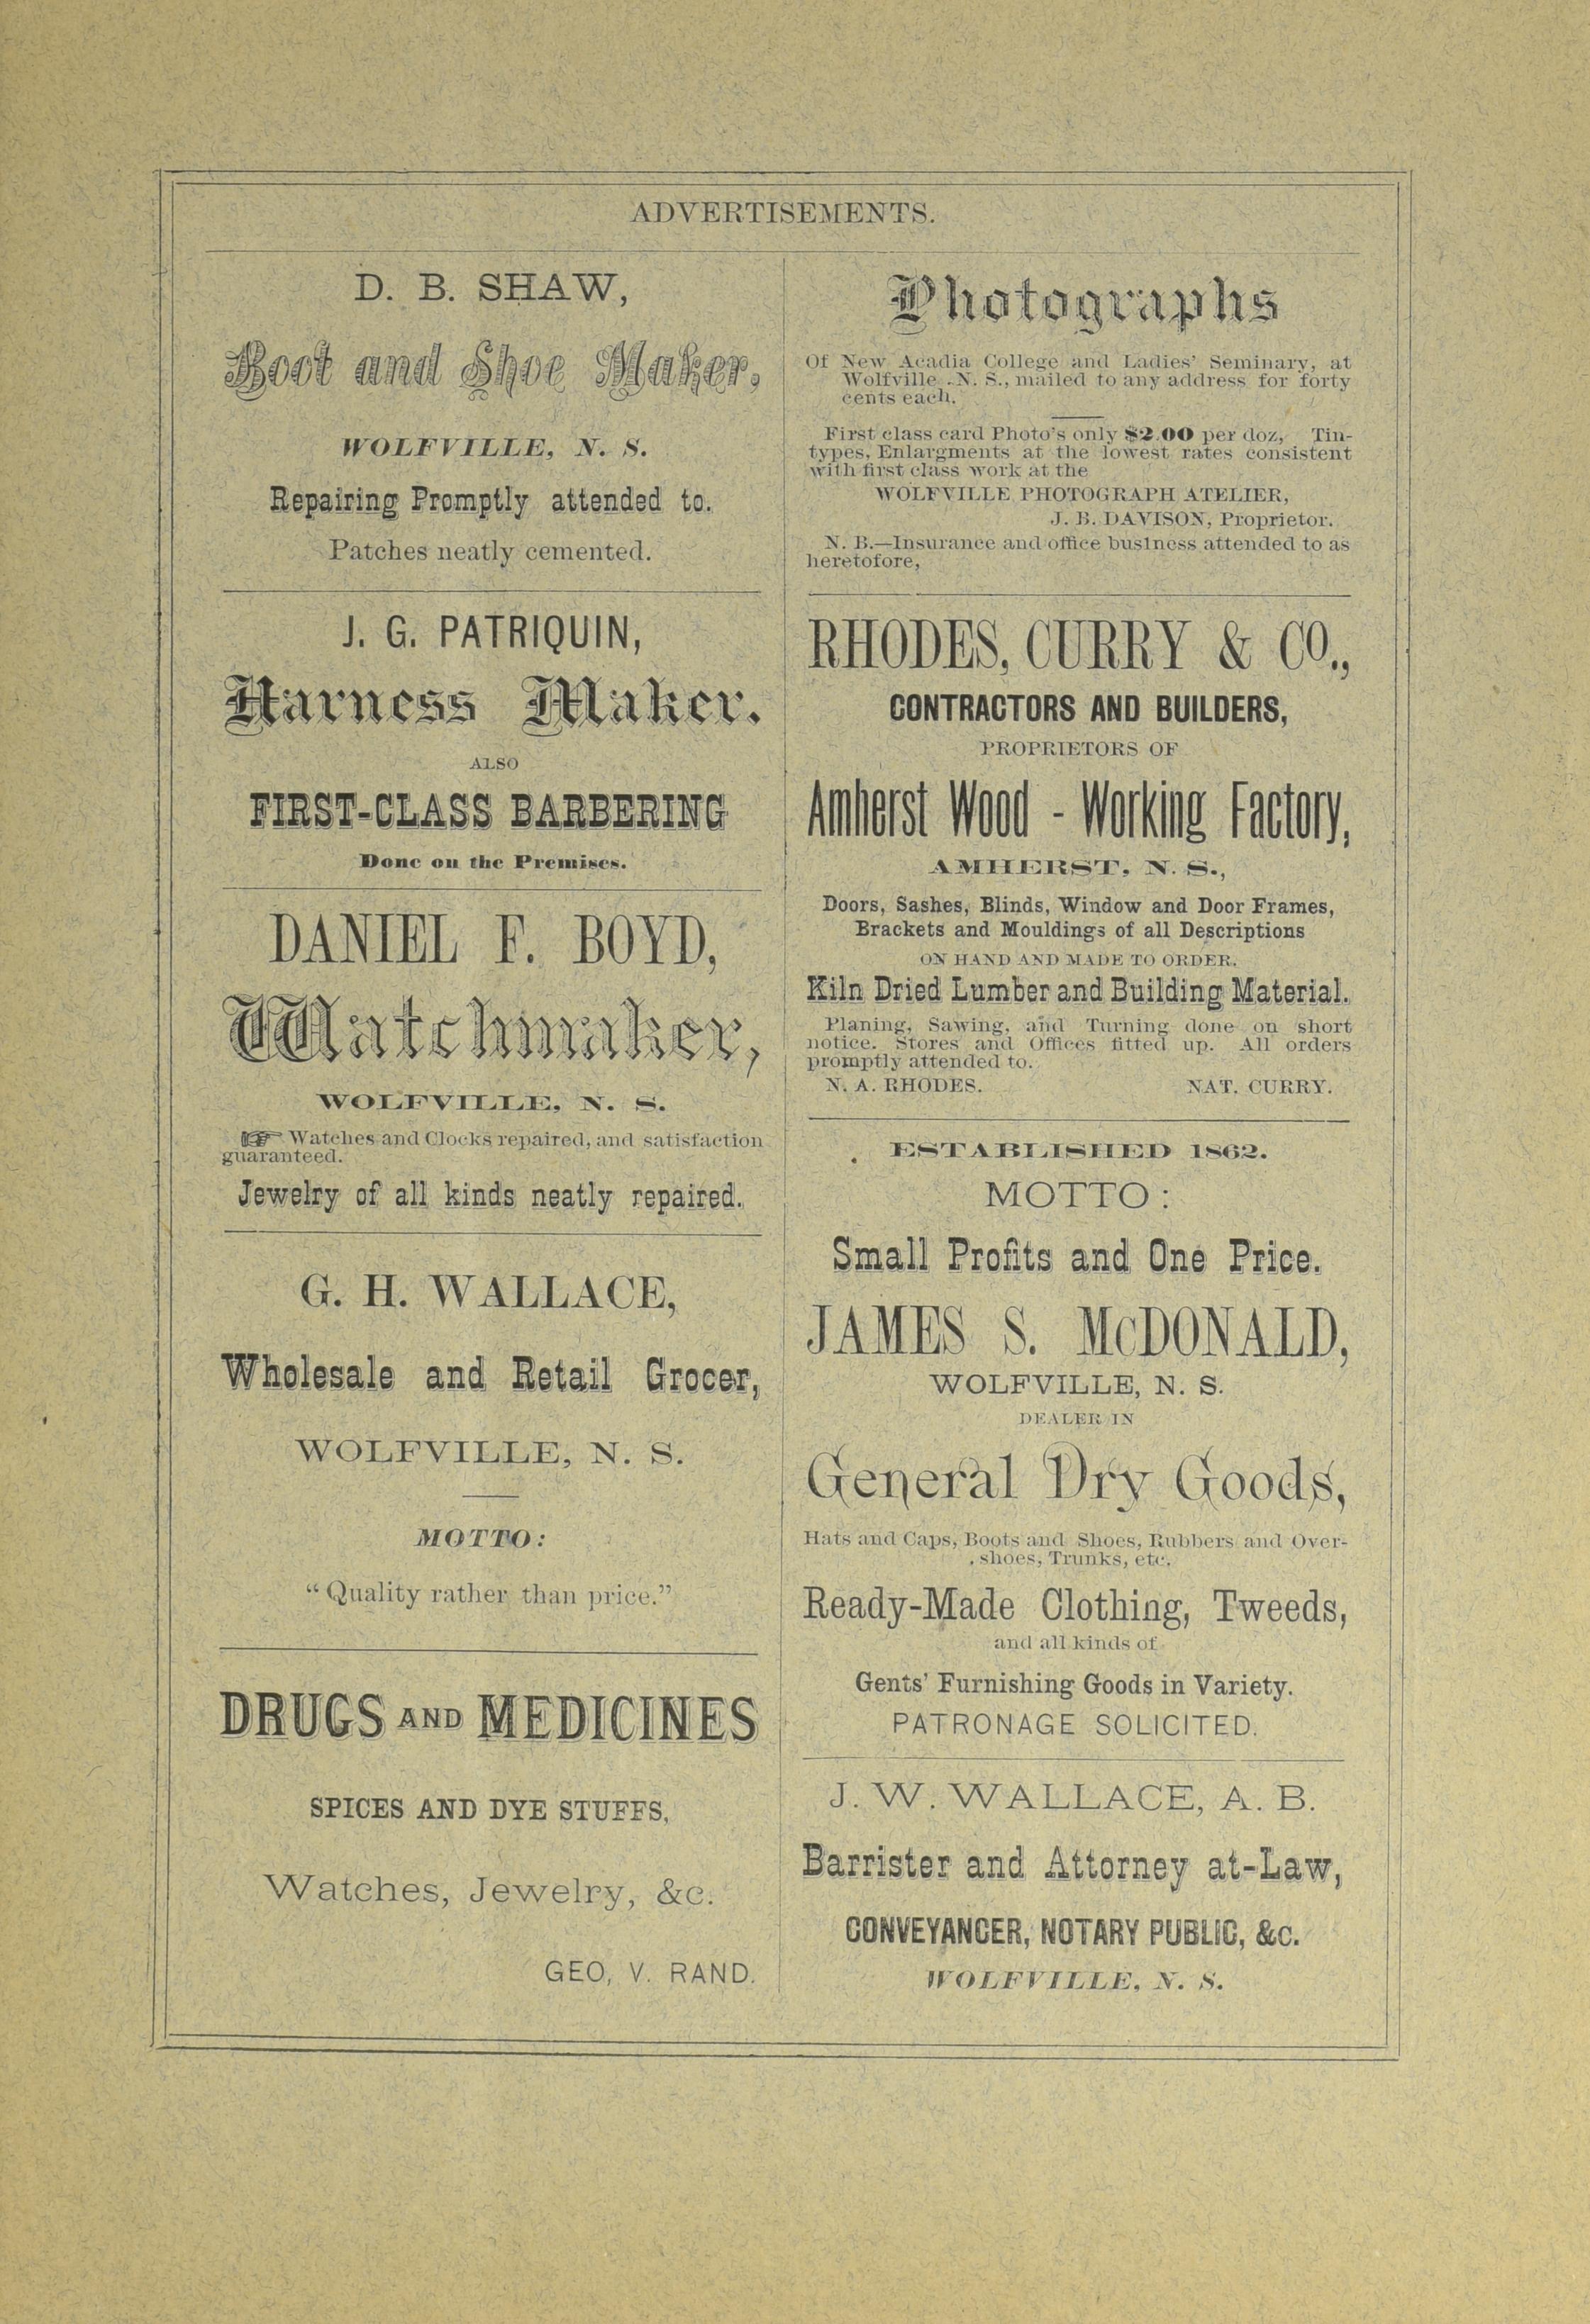 ADVERTISEMENTS.
D. B. SHAW,
Boot and Shoe Maker,
WOLFVILLE, N. S.
Repairing Promptly attended to.
Patches neatly cemented.
J. G. PATRIQUIN,
Harness Maker.
ALSO
FIRST-CLASS BARBERING
Done on the Premises.
DANIEL F. BOYD,
Watchmaker,
WOLFVILLE, N. S.
☞ Watches and Clocks repaired, and satisfaction
guaranteed.
Jewelry of all kinds neatly repaired.
G. H. WALLACE,
Wholesale and Retail Grocer,
WOLFVILLE, N. S.
MOTTO:
“Quality rather than price.”
DRUGS AND MEDICINES
SPICES AND DYE STUFFS,
Watches, Jewelry, &c.
GEO, V. RAND.
Photographs
Of New Acadia College and Ladies’ Seminary, at
Wolfville, N. S., mailed to any address for forty
cents each.
First class card Photo’s only $2.00 per doz, Tin-
types, Enlargments at the lowest rates consistent
with first class work at the
WOLFVILLE PHOTOGRAPH ATELIER,
J. B. DAVISON, Proprietor.
N. B.—Insurance and office business attended to as
heretofore,
RHODES, CURRY & CO.,
CONTRACTORS AND BUILDERS,
PROPRIETORS OF
Amherst Wood-Working Factory,
AMHERST, N. S.,
Doors, Sashes, Blinds, Window and Door Frames,
Brackets and Mouldings of all Descriptions
ON HAND AND MADE TO ORDER.
Kiln Dried Lumber and Building Material.
Planing, Sawing, and Turning done on short
notice. Stores and Offices fitted up. All orders
promptly attended to.
N. A. RHODES. NAT. CURRY.
ESTABLISHED 1862.
MOTTO:
Small Profits and One Price.
JAMES S. McDONALD,
WOLFVILLE, N. S.
DEALER IN
General Dry Goods,
Hats and Caps, Boots and Shoes, Rubbers and Over-
shoes, Trunks, etc.
Ready-Made Clothing, Tweeds,
and all kinds of
Gents’ Furnishing Goods in Variety.
PATRONAGE SOLICITED.
J. W. WALLACE, A. B.
Barrister and Attorney at-Law,
CONVEYANCER, NOTARY PUBLIC, &c.
WOLFVILLE, N. S.